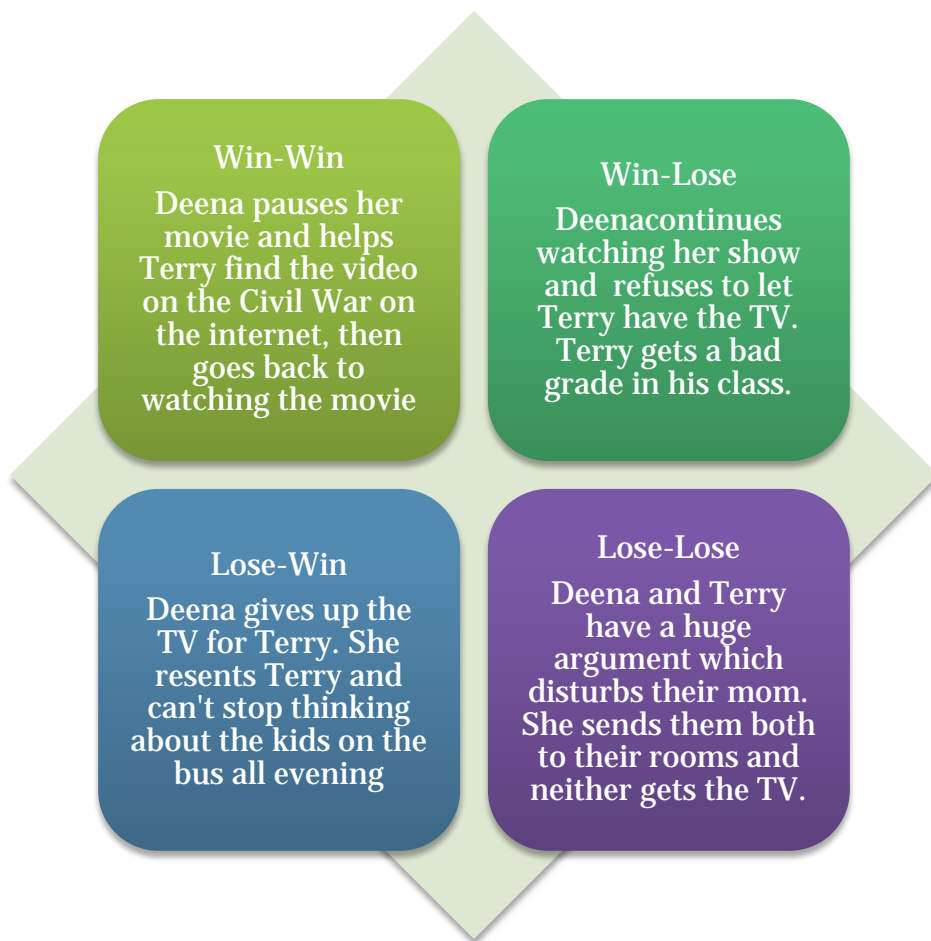 Win-Win
Deena pauses her
movie and helps
Terry find the video
on the Civil War on
the internet, then
goes back to
watching the movie
Win-Lose
Deenacontinues
watching her show
and  refuses to let
Terry have the TV.
Terry gets a bad
grade in his class.
Lose-Win
Deena gives up the
TV for Terry. She
resents Terry and
can't stop thinking
about the kids on the
bus all evening
Lose-Lose
Deena and Terry
have a huge
argument which
disturbs their mom.
She sends them both
to their rooms and
neither gets the TV.